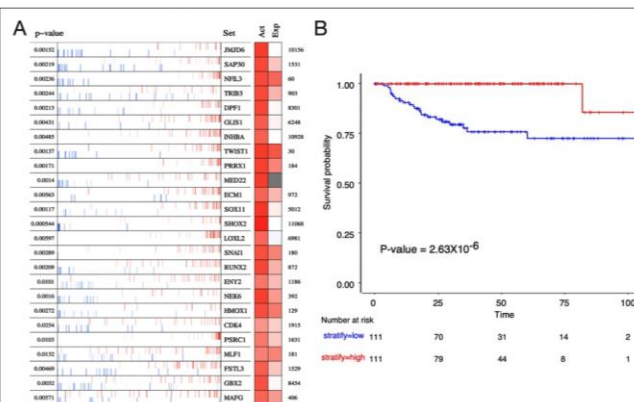 A
p-value Set Act Exp
0.00152 JMJD6 10156
0.00219 SAP30 1531
0.00236 NFIL3 60
0.00244 TRIB3 903
0.00213 DPF1 8301
0.00431 GLIS1 6248
0.00485 INHBA 10928
0.00137 TWIST1 30
0.00171 PRRX1 184
0.0014 MED22
0.00563 ECM1 972
0.00117 SOX11 5012
0.000544 SHOX2 11068
0.00597 LOXL2 6981
0.00289 SNAI1 180
0.00209 RUNX2 872
0.0101 ENY2 1186
0.0016 NEK6 392
0.00272 HMOX1 129
0.0254 CDK4 1915
0.0103 PSRC1 1631
0.0132 MLF1 181
0.00469 FSTL3 1529
0.0032 GBX2 8454
0.00571 MAFG 406
B
Survival probability
1.00
0.75
0.50
0.25
0.00
P-value = 2.63X10-6
0 25 50 75 100
Time
Number at risk
stratify=low 111 70 31 14 2
stratify=high 111 79 44 8 1